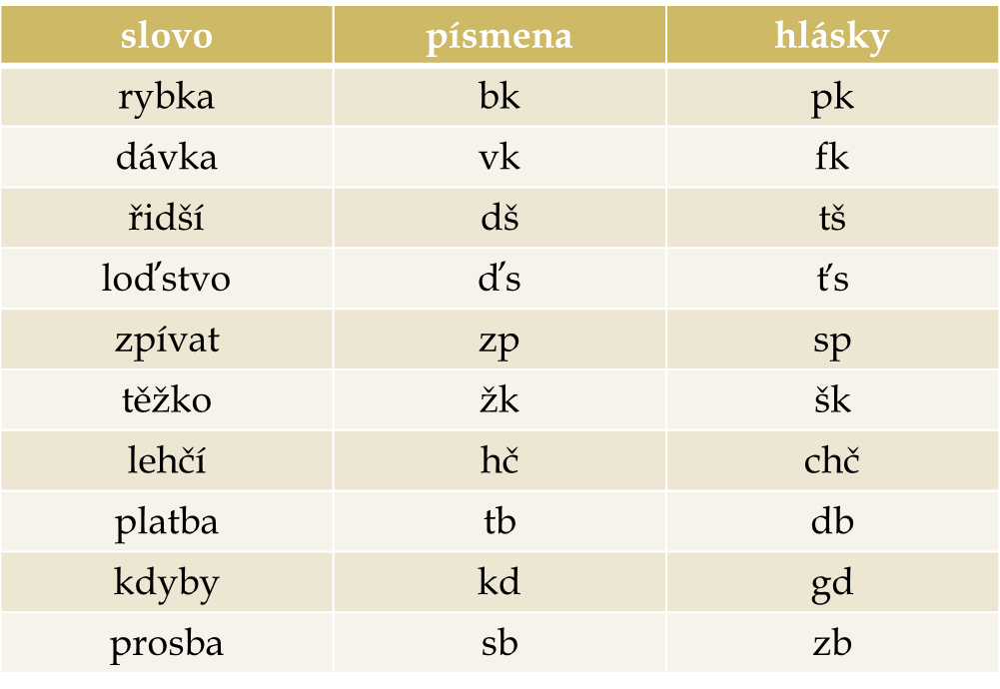 slovo písmena hlásky
rybka bk pk
dávka vk fk
řidší dš tš
loďstvo ďs ťs
zpívat zp sp
těžko žk šk
lehčí hč chč
platba tb db
kdyby kd gd
prosba sb zb